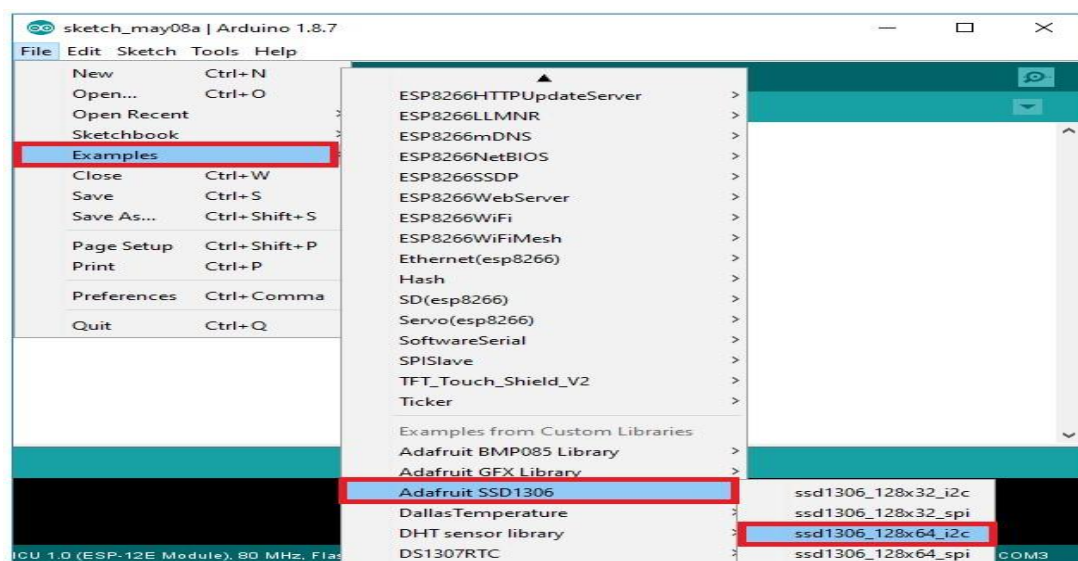 sketch_may08a | Arduino 1.8.7
File Edit Sketch Tools Help
New Ctrl+N
Open... Ctrl+O
Open Recent
Sketchbook
Examples
Close Ctrl+W
Save Ctrl+S
Save As... Ctrl+Shift+S
Page Setup Ctrl+Shift+P
Print Ctrl+P
Preferences Ctrl+Comma
Quit Ctrl+Q
ESP8266HTTPUpdateServer
ESP8266LLMNR
ESP8266mDNS
ESP8266NetBIOS
ESP8266SSDP
ESP8266WebServer
ESP8266WiFi
ESP8266WiFiMesh
Ethernet(esp8266)
Hash
SD(esp8266)
Servo(esp8266)
SoftwareSerial
SPISlave
TFT_Touch_Shield_V2
Ticker
Examples from Custom Libraries
Adafruit BMP085 Library
Adafruit GFX Library
Adafruit SSD1306
DallasTemperature
DHT sensor library
DS1307RTC
ssd1306_128x32_i2c
ssd1306_128x32_spi
ssd1306_128x64_i2c
ssd1306_128x64_spi
ICU 1.0 (ESP-12E Module), 80 MHz, Flas
COM3